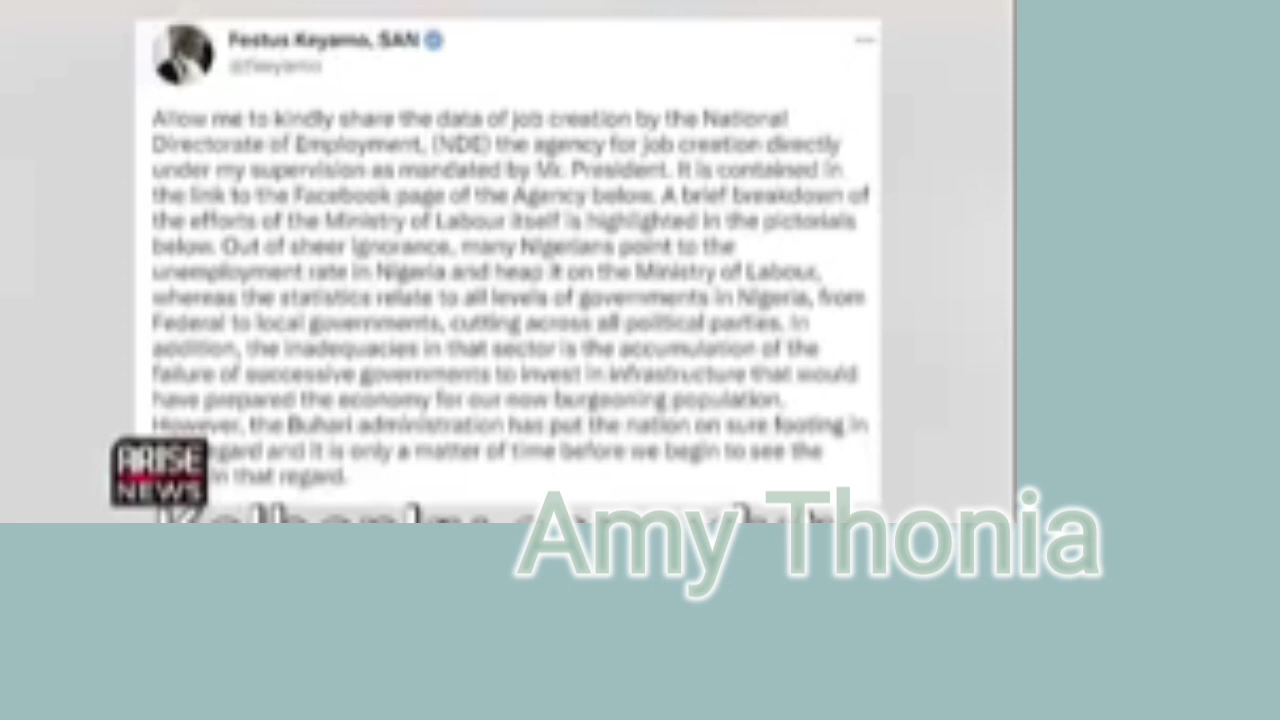 Festus Keyamo, SAN
@fkeyamo
Allow me to kindly share the data of job creation by the National
Directorate of Employment, (NDE) the agency for job creation directly
under my supervision as mandated by Mr. President. It is contained in
the link to the Facebook page of the Agency below. A brief breakdown of
the efforts of the Ministry of Labour itself is highlighted in the pictorials
below. Out of sheer ignorance, many Nigerians point to the
unemployment rate in Nigeria and heap it on the Ministry of Labour,
whereas the statistics relate to all levels of governments in Nigeria, from
Federal to local governments, cutting across all political parties. In
addition, the inadequacies in that sector is the accumulation of the
failure of successive governments to invest in infrastructure that would
have prepared the economy for our now burgeoning population.
However, the Buhari administration has put the nation on sure footing in
egard and it is only a matter of time before we begin to see the
in that regard.
ARISE
NEWS
Amy Thonia